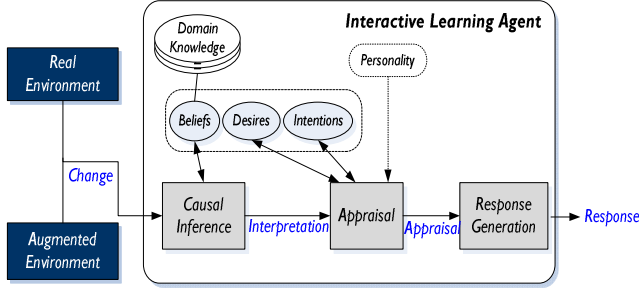 Interactive Learning Agent
Domain
Knowledge
Real
Environment
Personality
Beliefs
Desires
Intentions
Change
Causal
Inference
Interpretation
Appraisal
Appraisal
Response
Generation
Response
Augmented
Environment